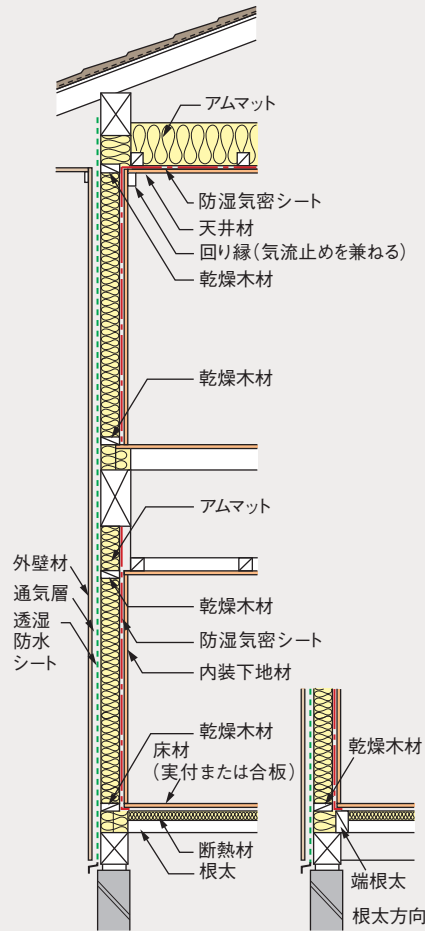 アムマット
防湿気密シート
天井材
回り縁（気流止めを兼ねる）
乾燥木材
乾燥木材
アムマット
外壁材
通気層
透湿
防水
シート
乾燥木材
防湿気密シート
内装下地材
乾燥木材
床材
（実付または合板）
断熱材
根太
乾燥木材
端根太
根太方向